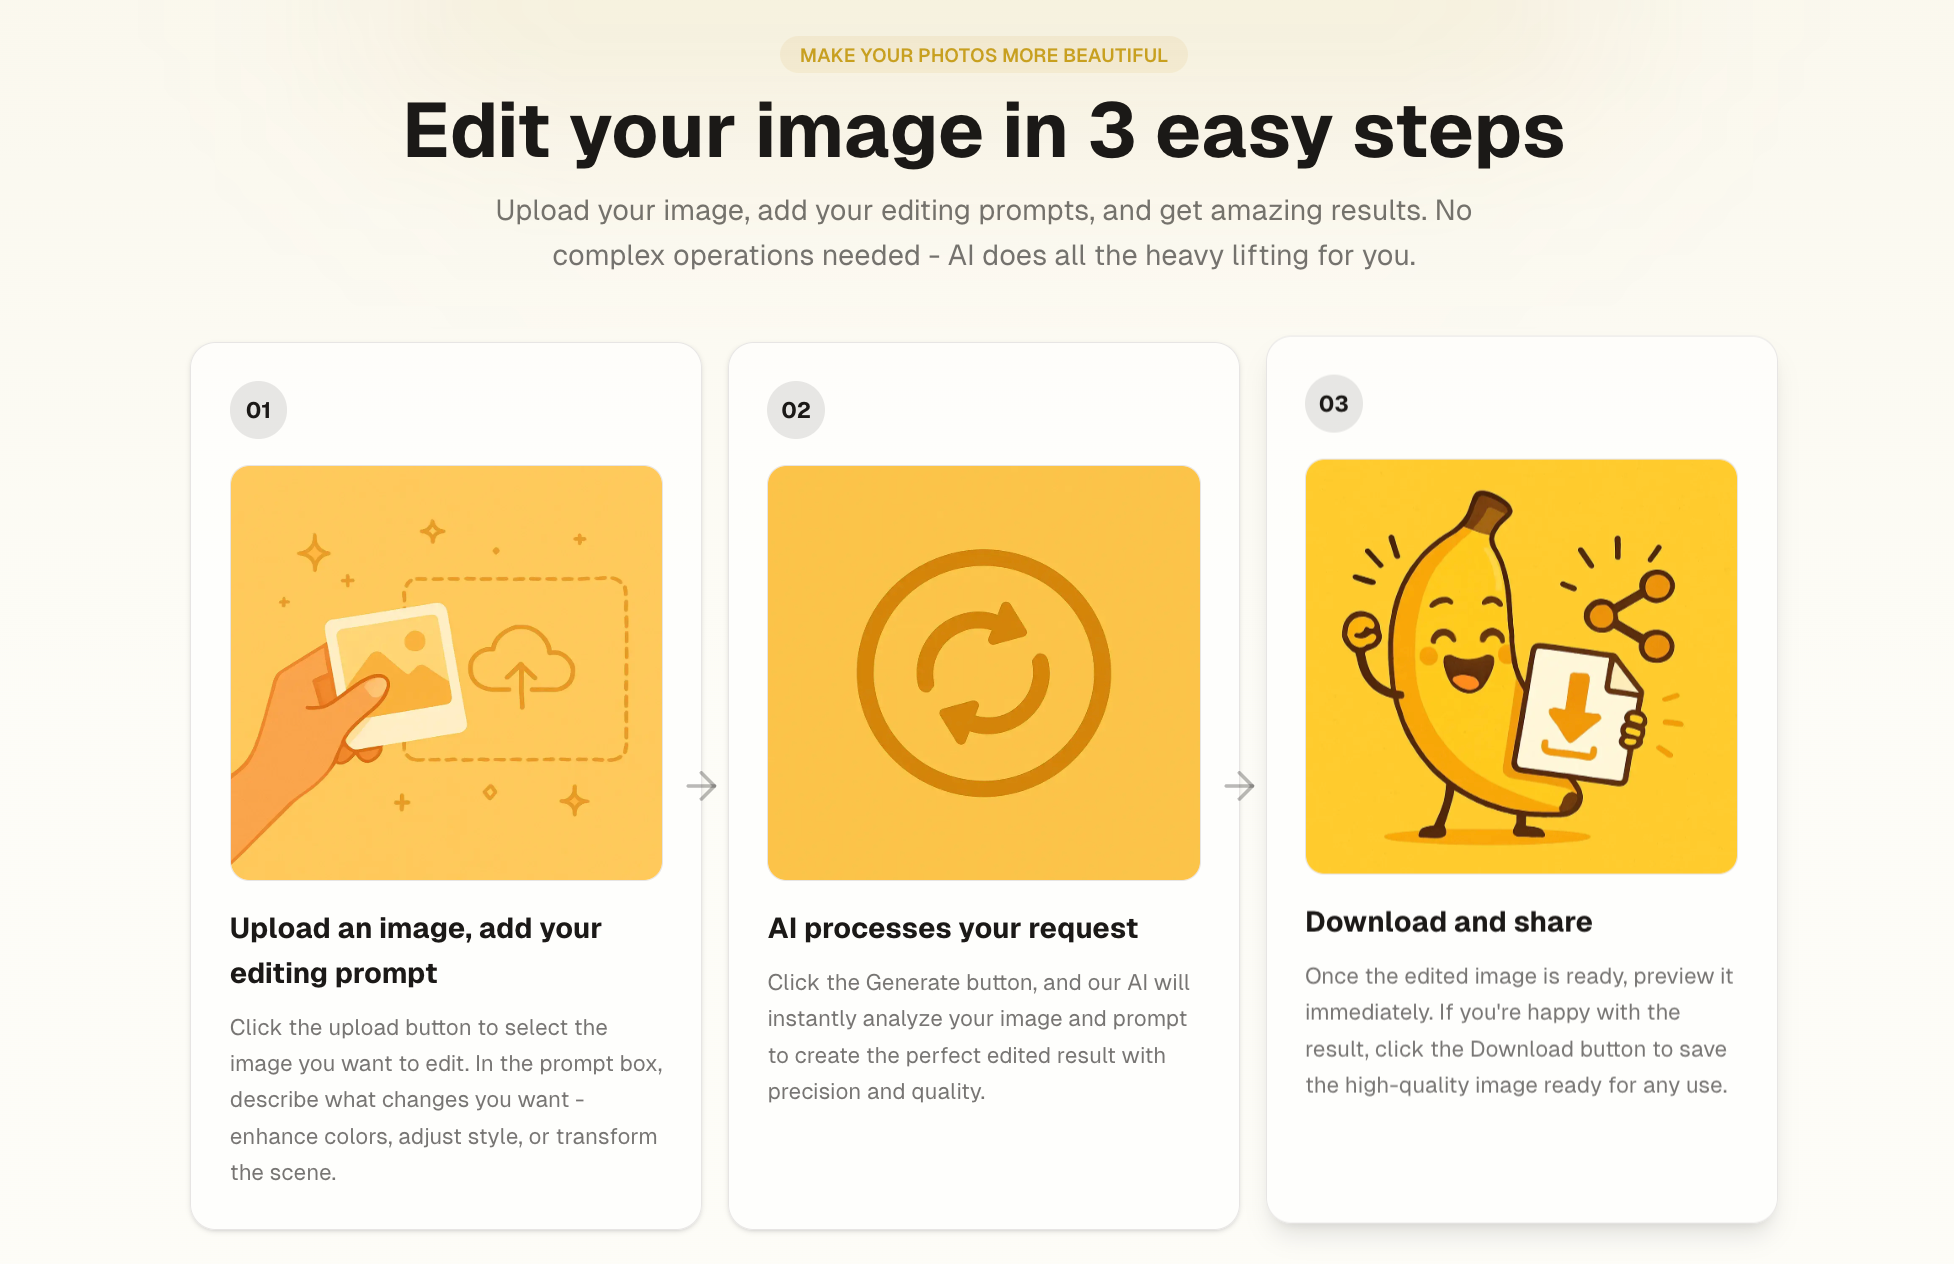 MAKE YOUR PHOTOS MORE BEAUTIFUL
Edit your image in 3 easy steps
Upload your image, add your editing prompts, and get amazing results. No
complex operations needed - AI does all the heavy lifting for you.
01
Upload an image, add your
editing prompt
Click the upload button to select the
image you want to edit. In the prompt box,
describe what changes you want -
enhance colors, adjust style, or transform
the scene.
02
AI processes your request
Click the Generate button, and our AI will
instantly analyze your image and prompt
to create the perfect edited result with
precision and quality.
03
Download and share
Once the edited image is ready, preview it
immediately. If you're happy with the
result, click the Download button to save
the high-quality image ready for any use.